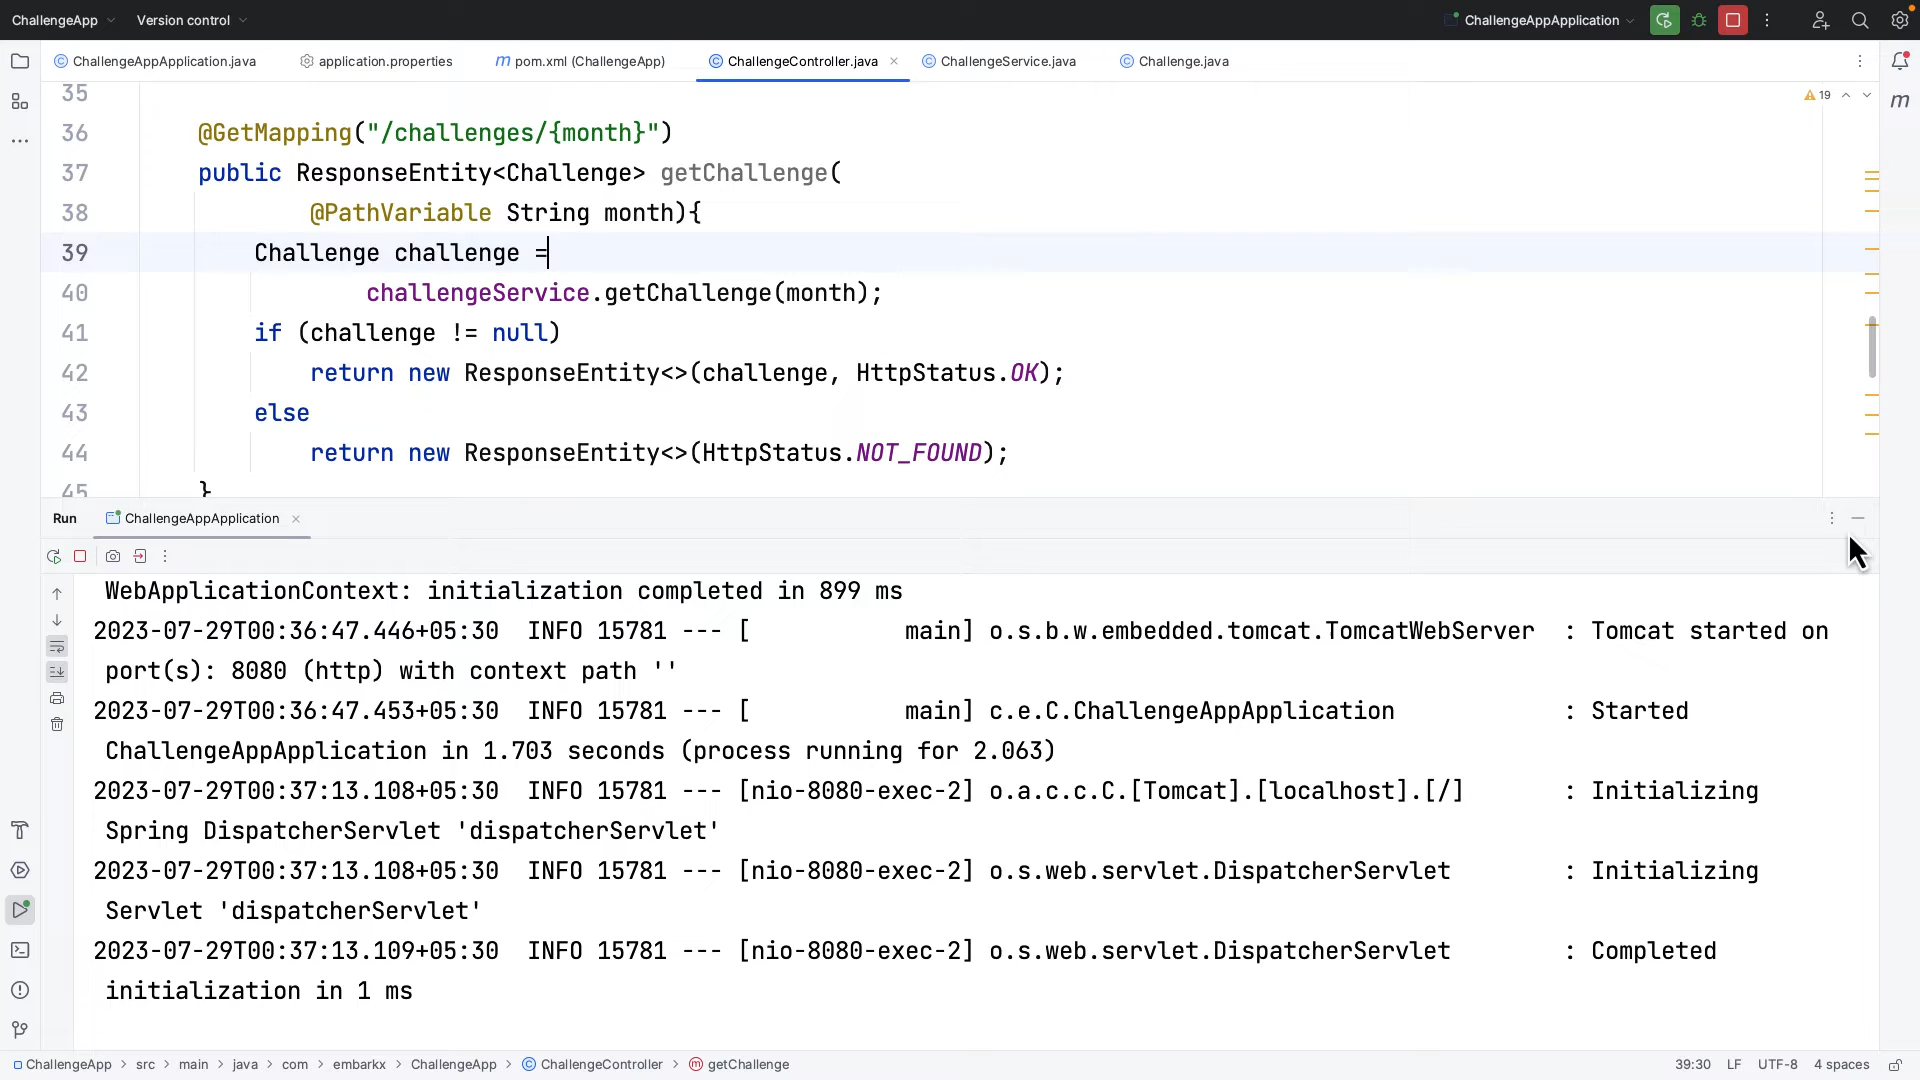 ChallengeApp Version control ChallengeAppApplication
ChallengeAppApplication.java application.properties m pom.xml (ChallengeApp) ChallengeController.java ChallengeService.java Challenge.java
35
19
36 @GetMapping("/challenges/{month}")
37 public ResponseEntity<Challenge> getChallenge(
38 @PathVariable String month){
39 Challenge challenge =
40 challengeService.getChallenge(month);
41 if (challenge != null)
42 return new ResponseEntity<>(challenge, HttpStatus.OK);
43 else
44 return new ResponseEntity<>(HttpStatus.NOT_FOUND);
45 }
Run ChallengeAppApplication
WebApplicationContext: initialization completed in 899 ms
2023-07-29T00:36:47.446+05:30 INFO 15781 --- [ main] o.s.b.w.embedded.tomcat.TomcatWebServer : Tomcat started on
port(s): 8080 (http) with context path ''
2023-07-29T00:36:47.453+05:30 INFO 15781 --- [ main] c.e.C.ChallengeAppApplication : Started
ChallengeAppApplication in 1.703 seconds (process running for 2.063)
2023-07-29T00:37:13.108+05:30 INFO 15781 --- [nio-8080-exec-2] o.a.c.c.C.[Tomcat].[localhost].[/] : Initializing
Spring DispatcherServlet 'dispatcherServlet'
2023-07-29T00:37:13.108+05:30 INFO 15781 --- [nio-8080-exec-2] o.s.web.servlet.DispatcherServlet : Initializing
Servlet 'dispatcherServlet'
2023-07-29T00:37:13.109+05:30 INFO 15781 --- [nio-8080-exec-2] o.s.web.servlet.DispatcherServlet : Completed
initialization in 1 ms
ChallengeApp > src > main > java > com > embarkx > ChallengeApp > ChallengeController > m getChallenge 39:30 LF UTF-8 4 spaces